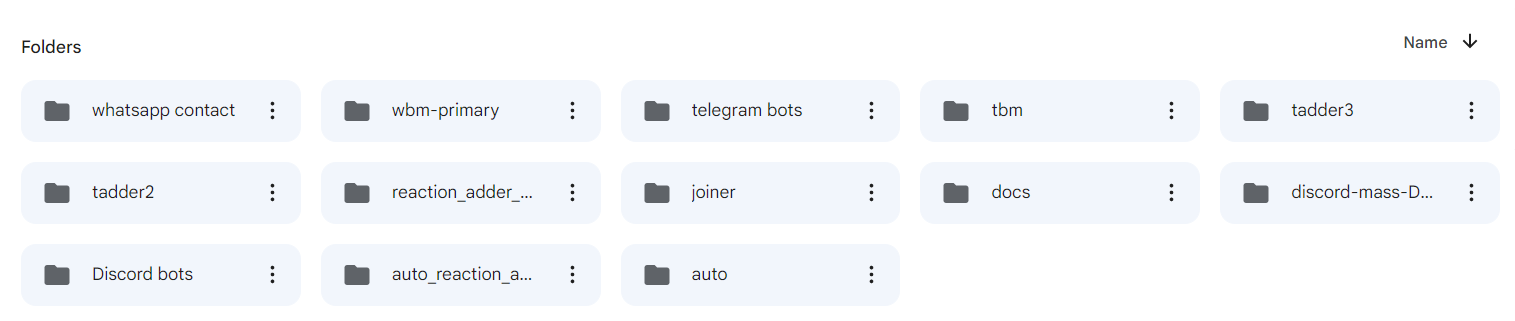 Folders Name
whatsapp contact wbm-primary telegram bots tbm tadder3
tadder2 reaction_adder_... joiner docs discord-mass-D...
Discord bots auto_reaction_a... auto